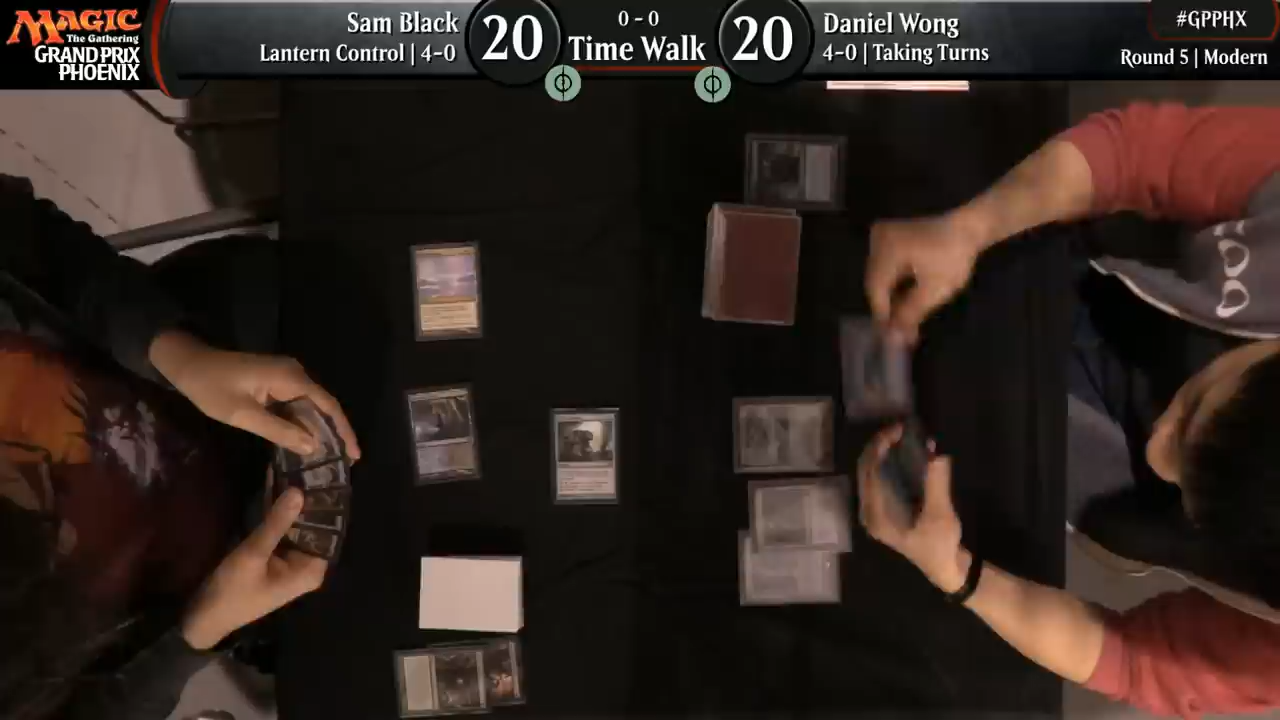 MAGIC
The Gathering
GRAND PRIX
PHOENIX
Sam Black
Lantern Control | 4-0
20
0 - 0
Time Walk
20
Daniel Wong
4-0 | Taking Turns
#GPPHX
Round 5 | Modern